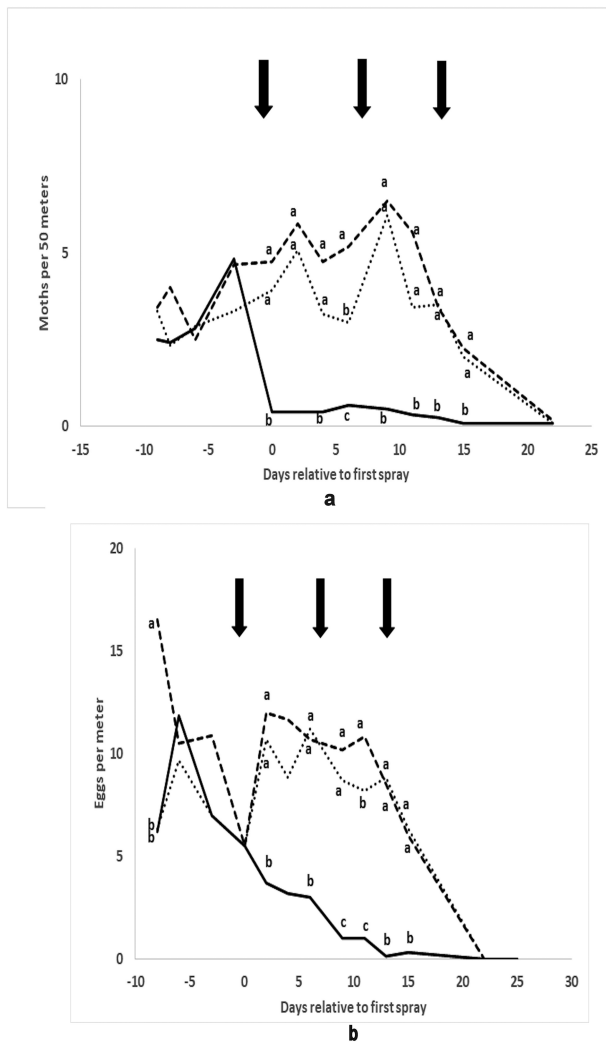 10
5
0
Moths per 50 meters
a a a a a a a a
a a a b a a a a
b b c b b b b
-15 -10 -5 0 5 10 15 20 25
Days relative to first spray
a
20
15
10
5
0
Eggs per meter
a a a a a a a
a a a b a a
b b b b c c b b
-10 -5 0 5 10 15 20 25 30
Days relative to first spray
b